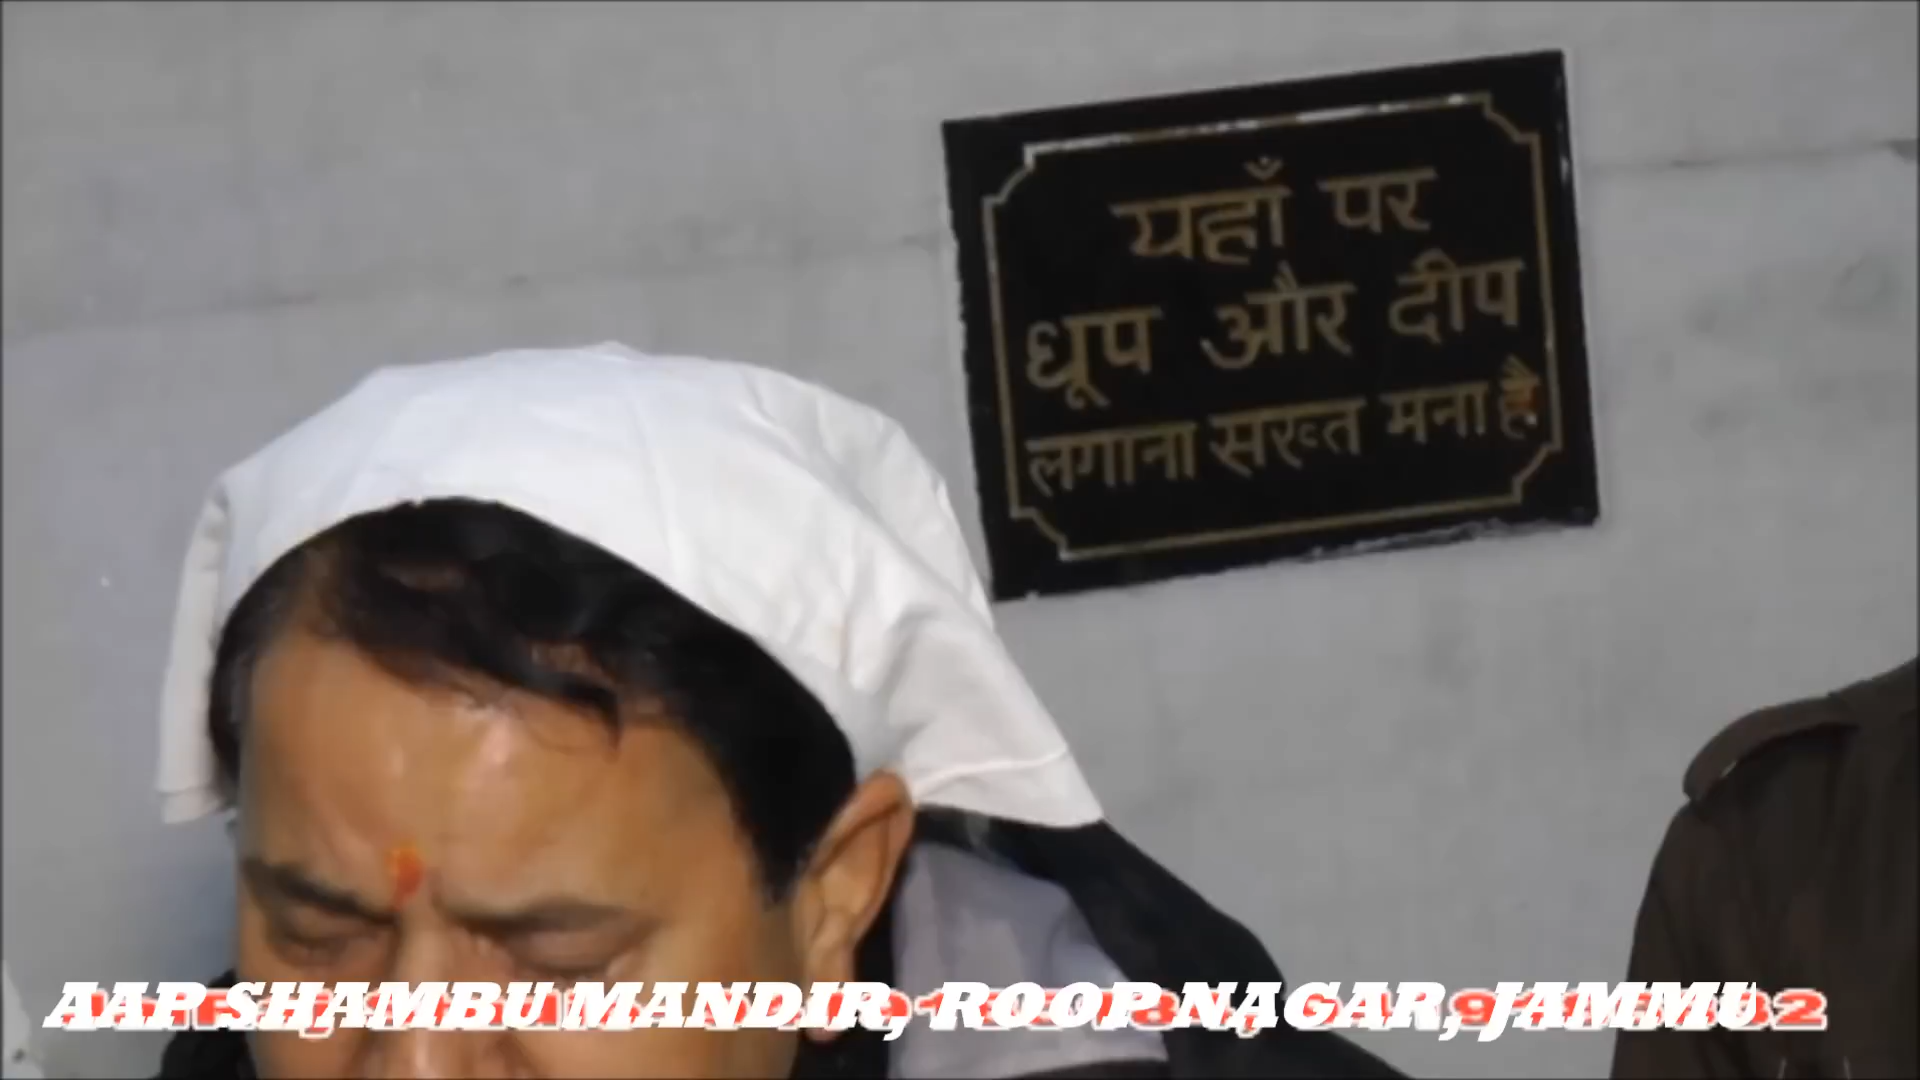 यहाँ पर
धूप और दीप
लगाना सख्त मना है
AAP SHAMBU MANDIR, ROOP NAGAR, JAMMU